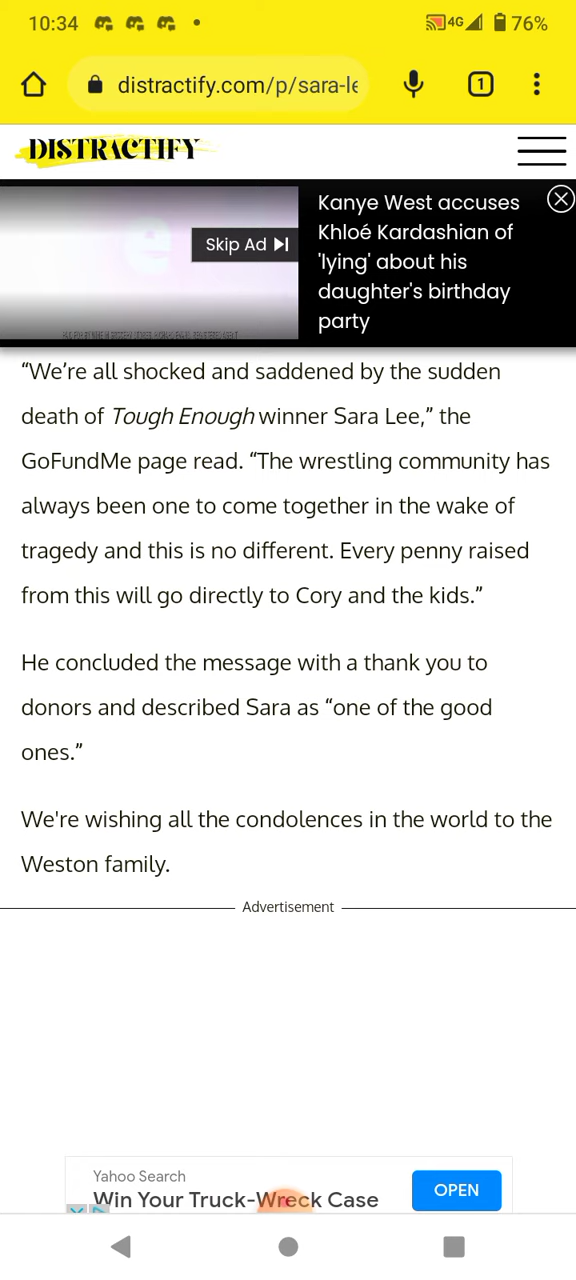 10:34
4G
76%
distractify.com/p/sara-le
1
DISTRACTIFY
Skip Ad
Kanye West accuses
Khloé Kardashian of
'lying' about his
daughter's birthday
party
“We’re all shocked and saddened by the sudden
death of Tough Enough winner Sara Lee,” the
GoFundMe page read. “The wrestling community has
always been one to come together in the wake of
tragedy and this is no different. Every penny raised
from this will go directly to Cory and the kids.”
He concluded the message with a thank you to
donors and described Sara as “one of the good
ones.”
We're wishing all the condolences in the world to the
Weston family.
Advertisement
Yahoo Search
Win Your Truck-Wreck Case
OPEN